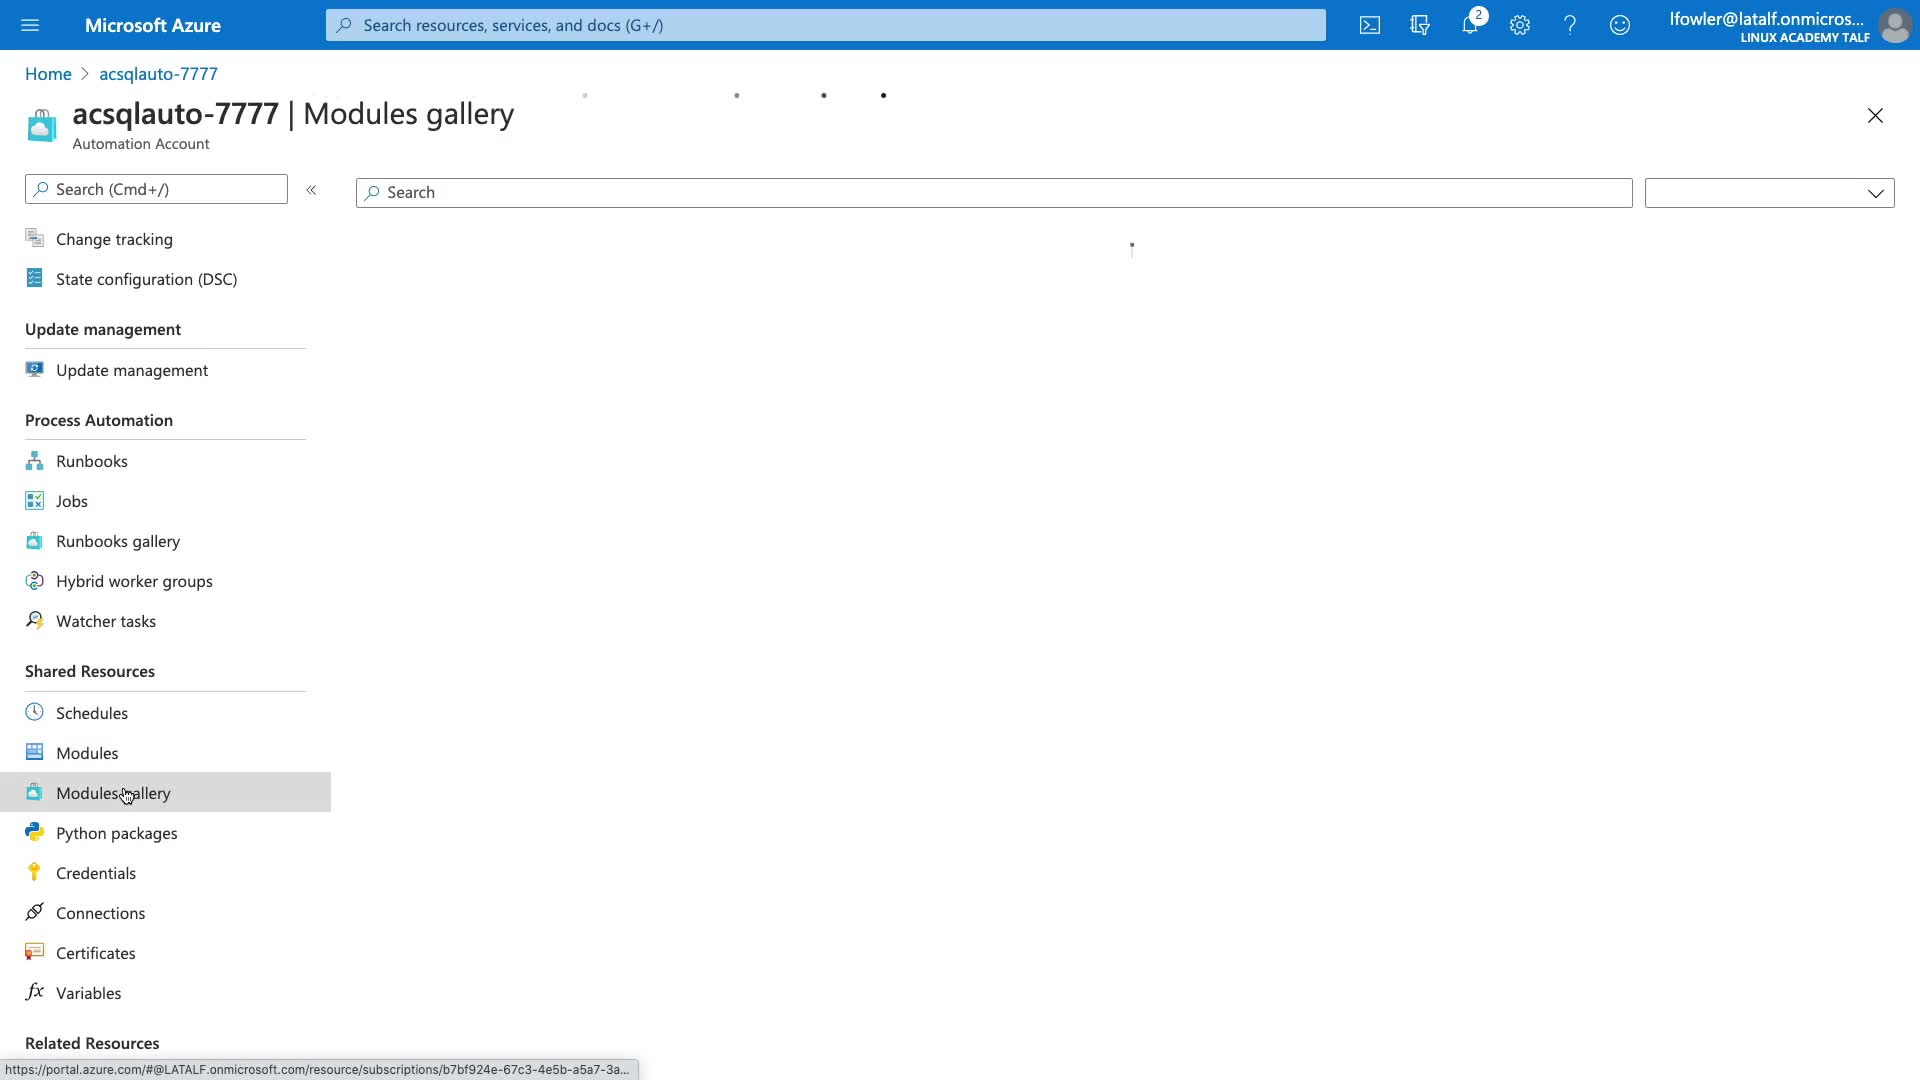 Microsoft Azure
Search resources, services, and docs (G+/)
2
lfowler@latalf.onmicros...
LINUX ACADEMY TALF
Home > acsqlauto-7777
acsqlauto-7777 | Modules gallery
Automation Account
Search (Cmd+/)
«
Search
Change tracking
State configuration (DSC)
Update management
Update management
Process Automation
Runbooks
Jobs
Runbooks gallery
Hybrid worker groups
Watcher tasks
Shared Resources
Schedules
Modules
Modules gallery
Python packages
Credentials
Connections
Certificates
fx Variables
Related Resources
https://portal.azure.com/#@LATALF.onmicrosoft.com/resource/subscriptions/b7bf924e-67c3-4e5b-a5a7-3a...